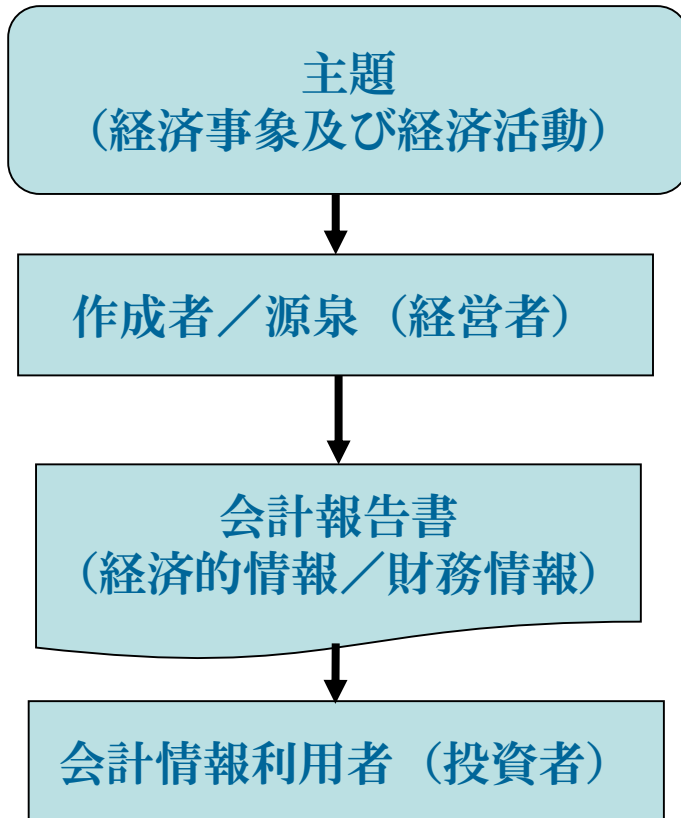 主題
（経済事象及び経済活動）
作成者／源泉（経営者）
会計報告書
（経済的情報／財務情報）
会計情報利用者（投資者）